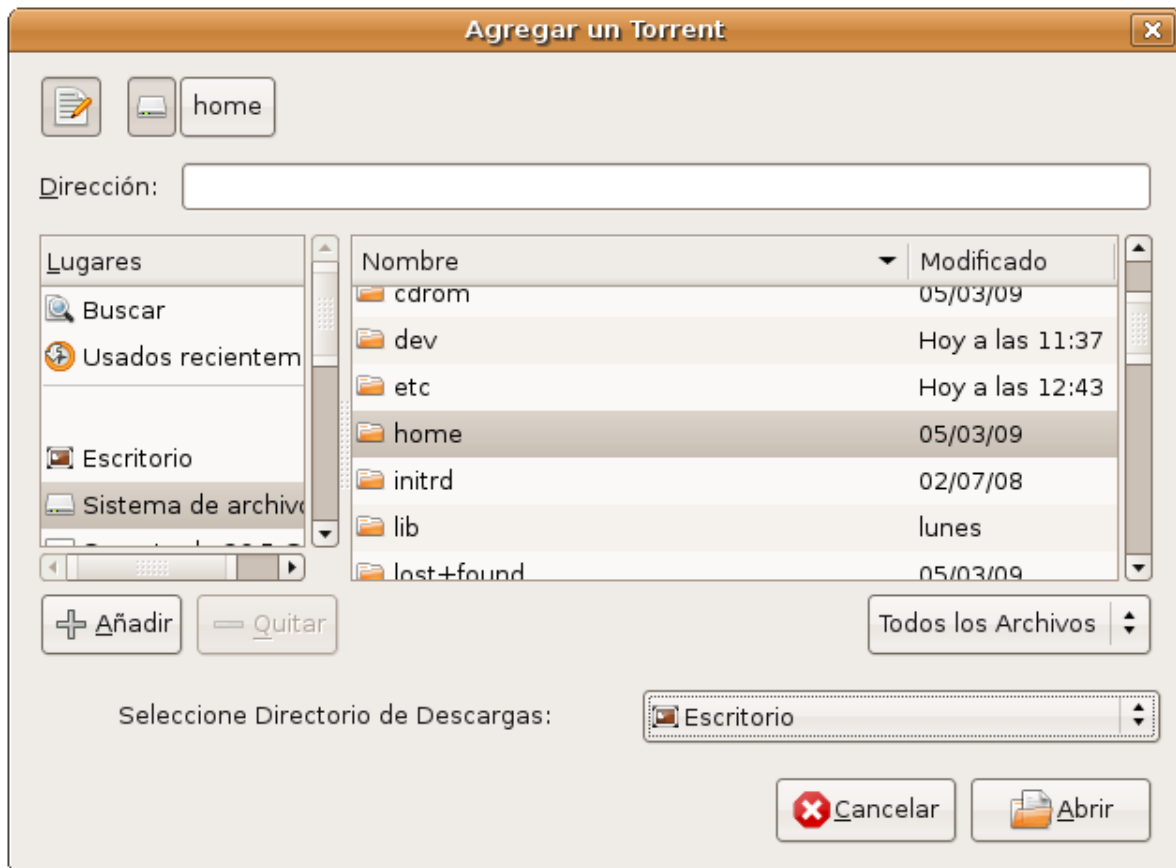 Agregar un Torrent
home
Dirección:
Lugares
Buscar
Usados recientem
Escritorio
Sistema de archivo
Nombre
Modificado
cdrom
05/03/09
dev
Hoy a las 11:37
etc
Hoy a las 12:43
home
05/03/09
initrd
02/07/08
lib
lunes
lost+found
05/03/09
Añadir
Quitar
Todos los Archivos
Seleccione Directorio de Descargas:
Escritorio
Cancelar
Abrir